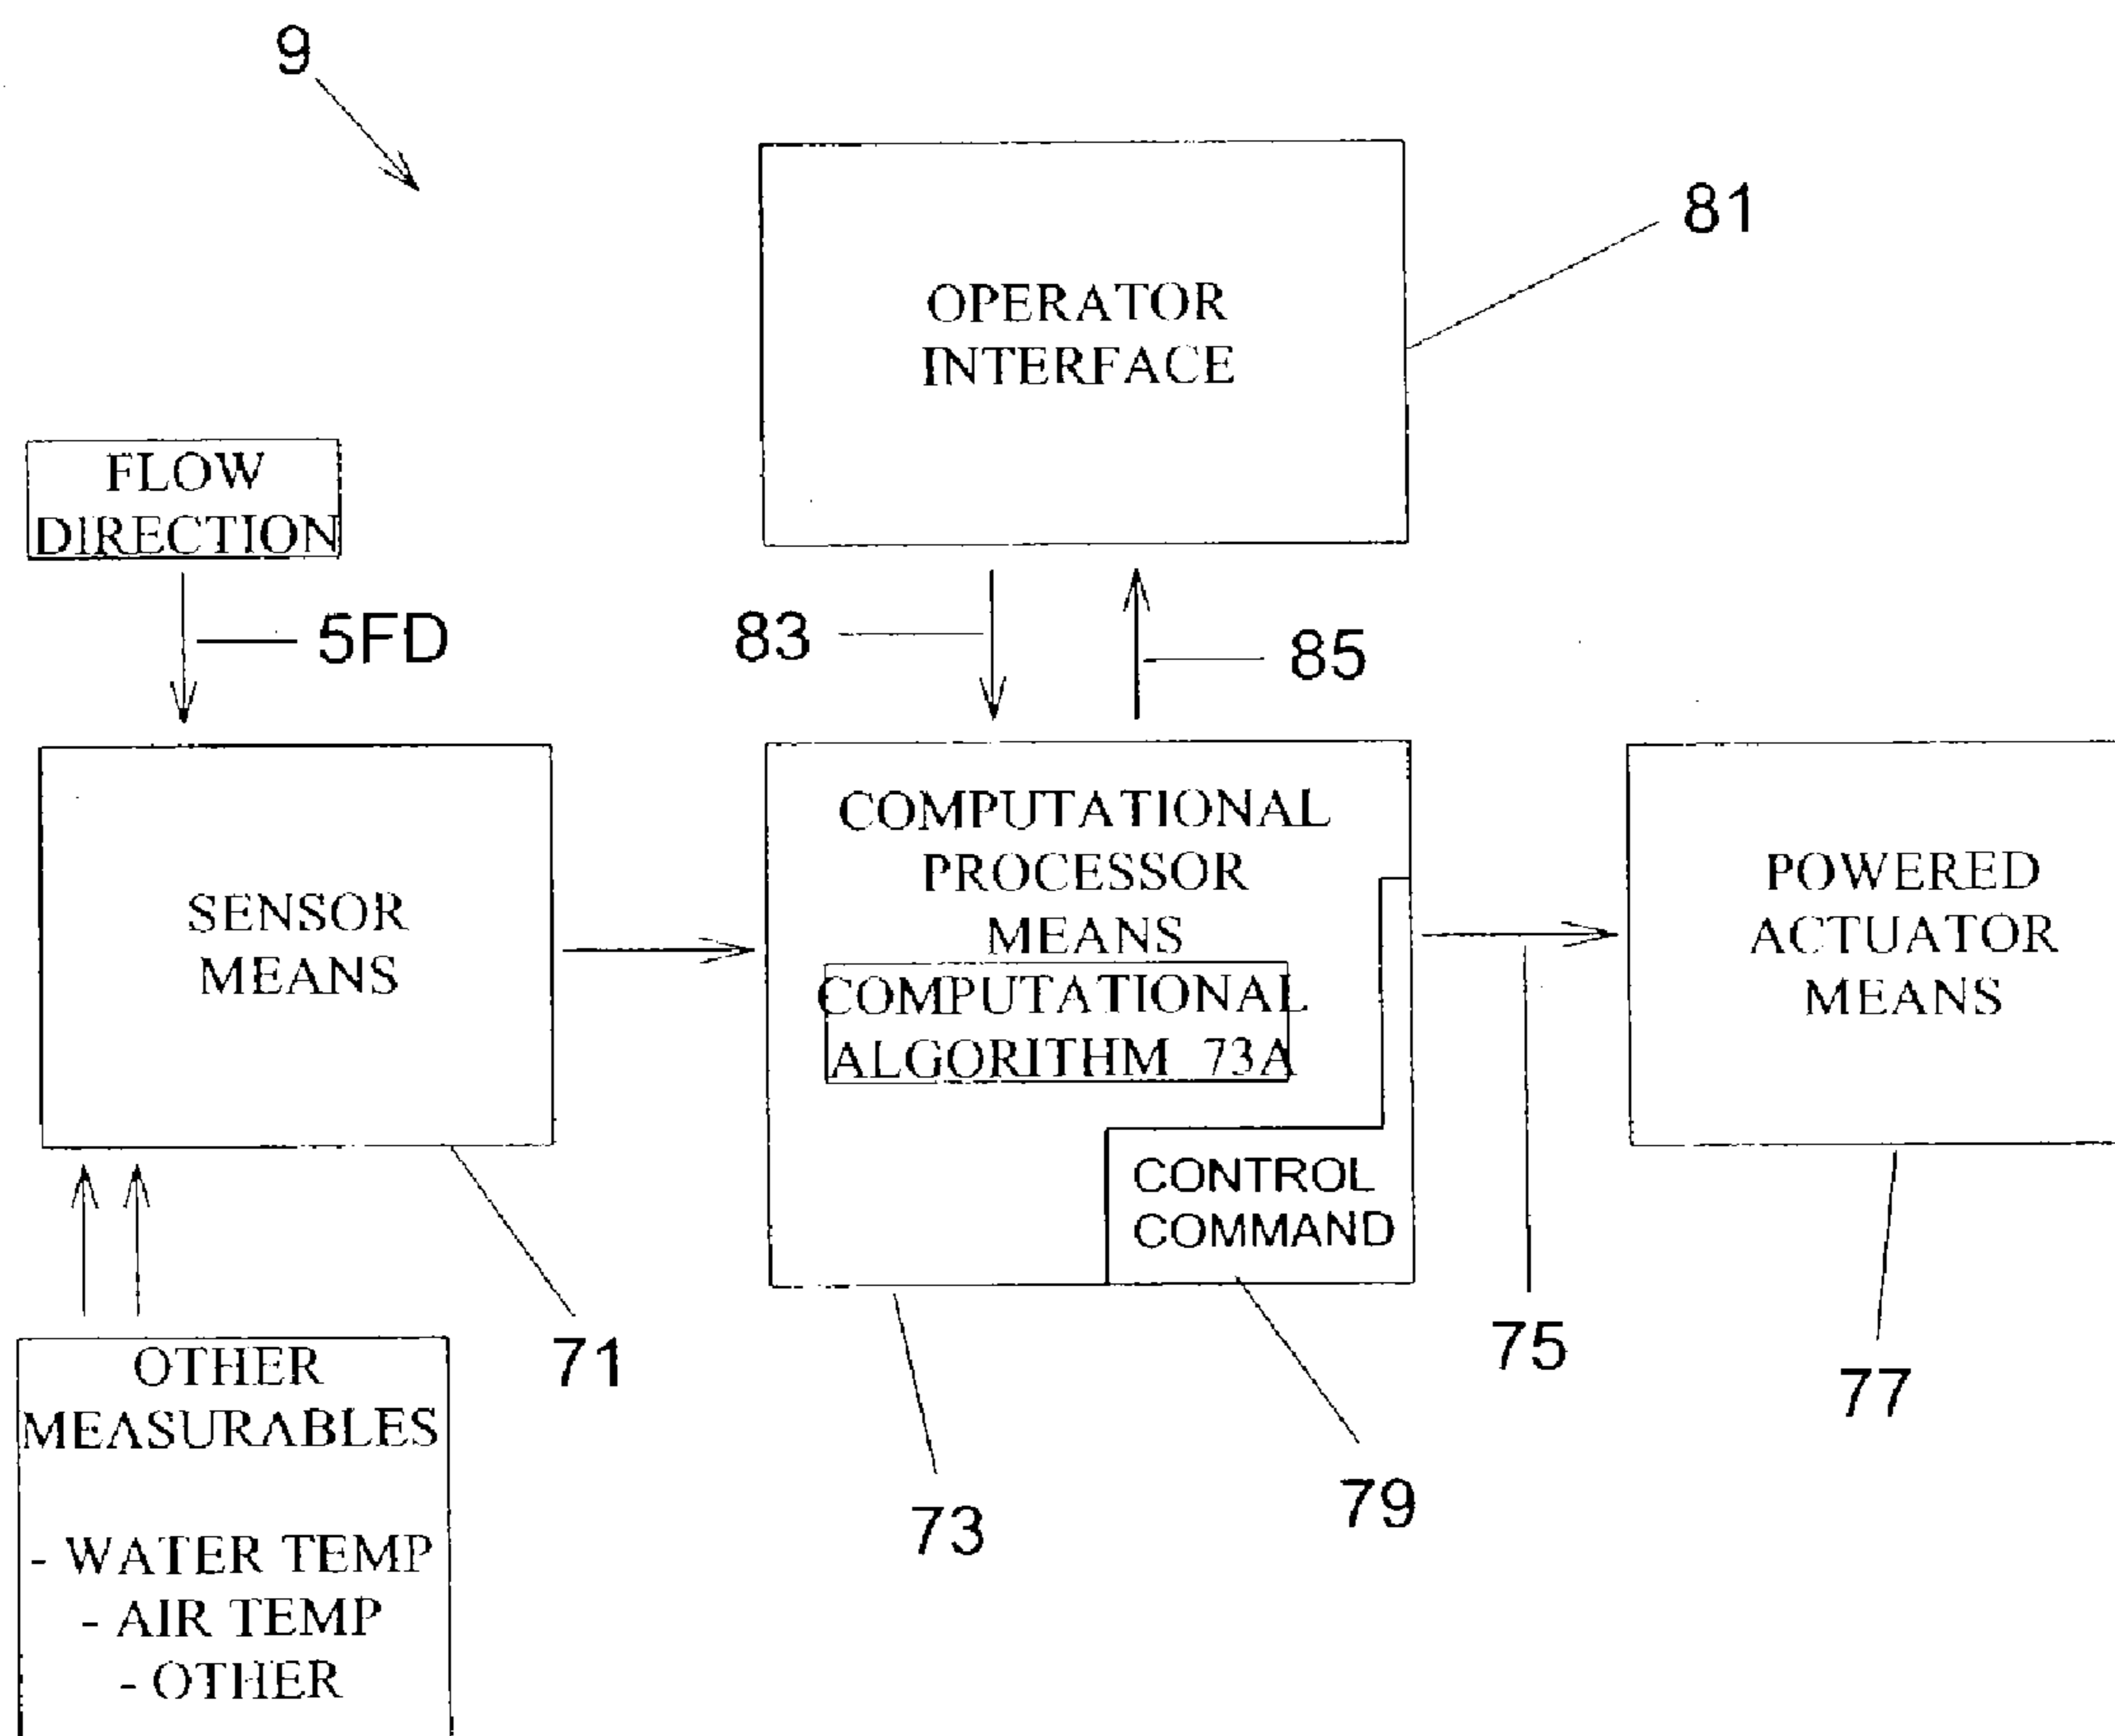 9
OPERATOR
INTERFACE
81
FLOW
DIRECTION
5FD
83
85
SENSOR
MEANS
COMPUTATIONAL
PROCESSOR
MEANS
COMPUTATIONAL
ALGORITHM 73A
CONTROL
COMMAND
POWERED
ACTUATOR
MEANS
71
73
79
75
77
OTHER
MEASURABLES
- WATER TEMP
- AIR TEMP
- OTHER